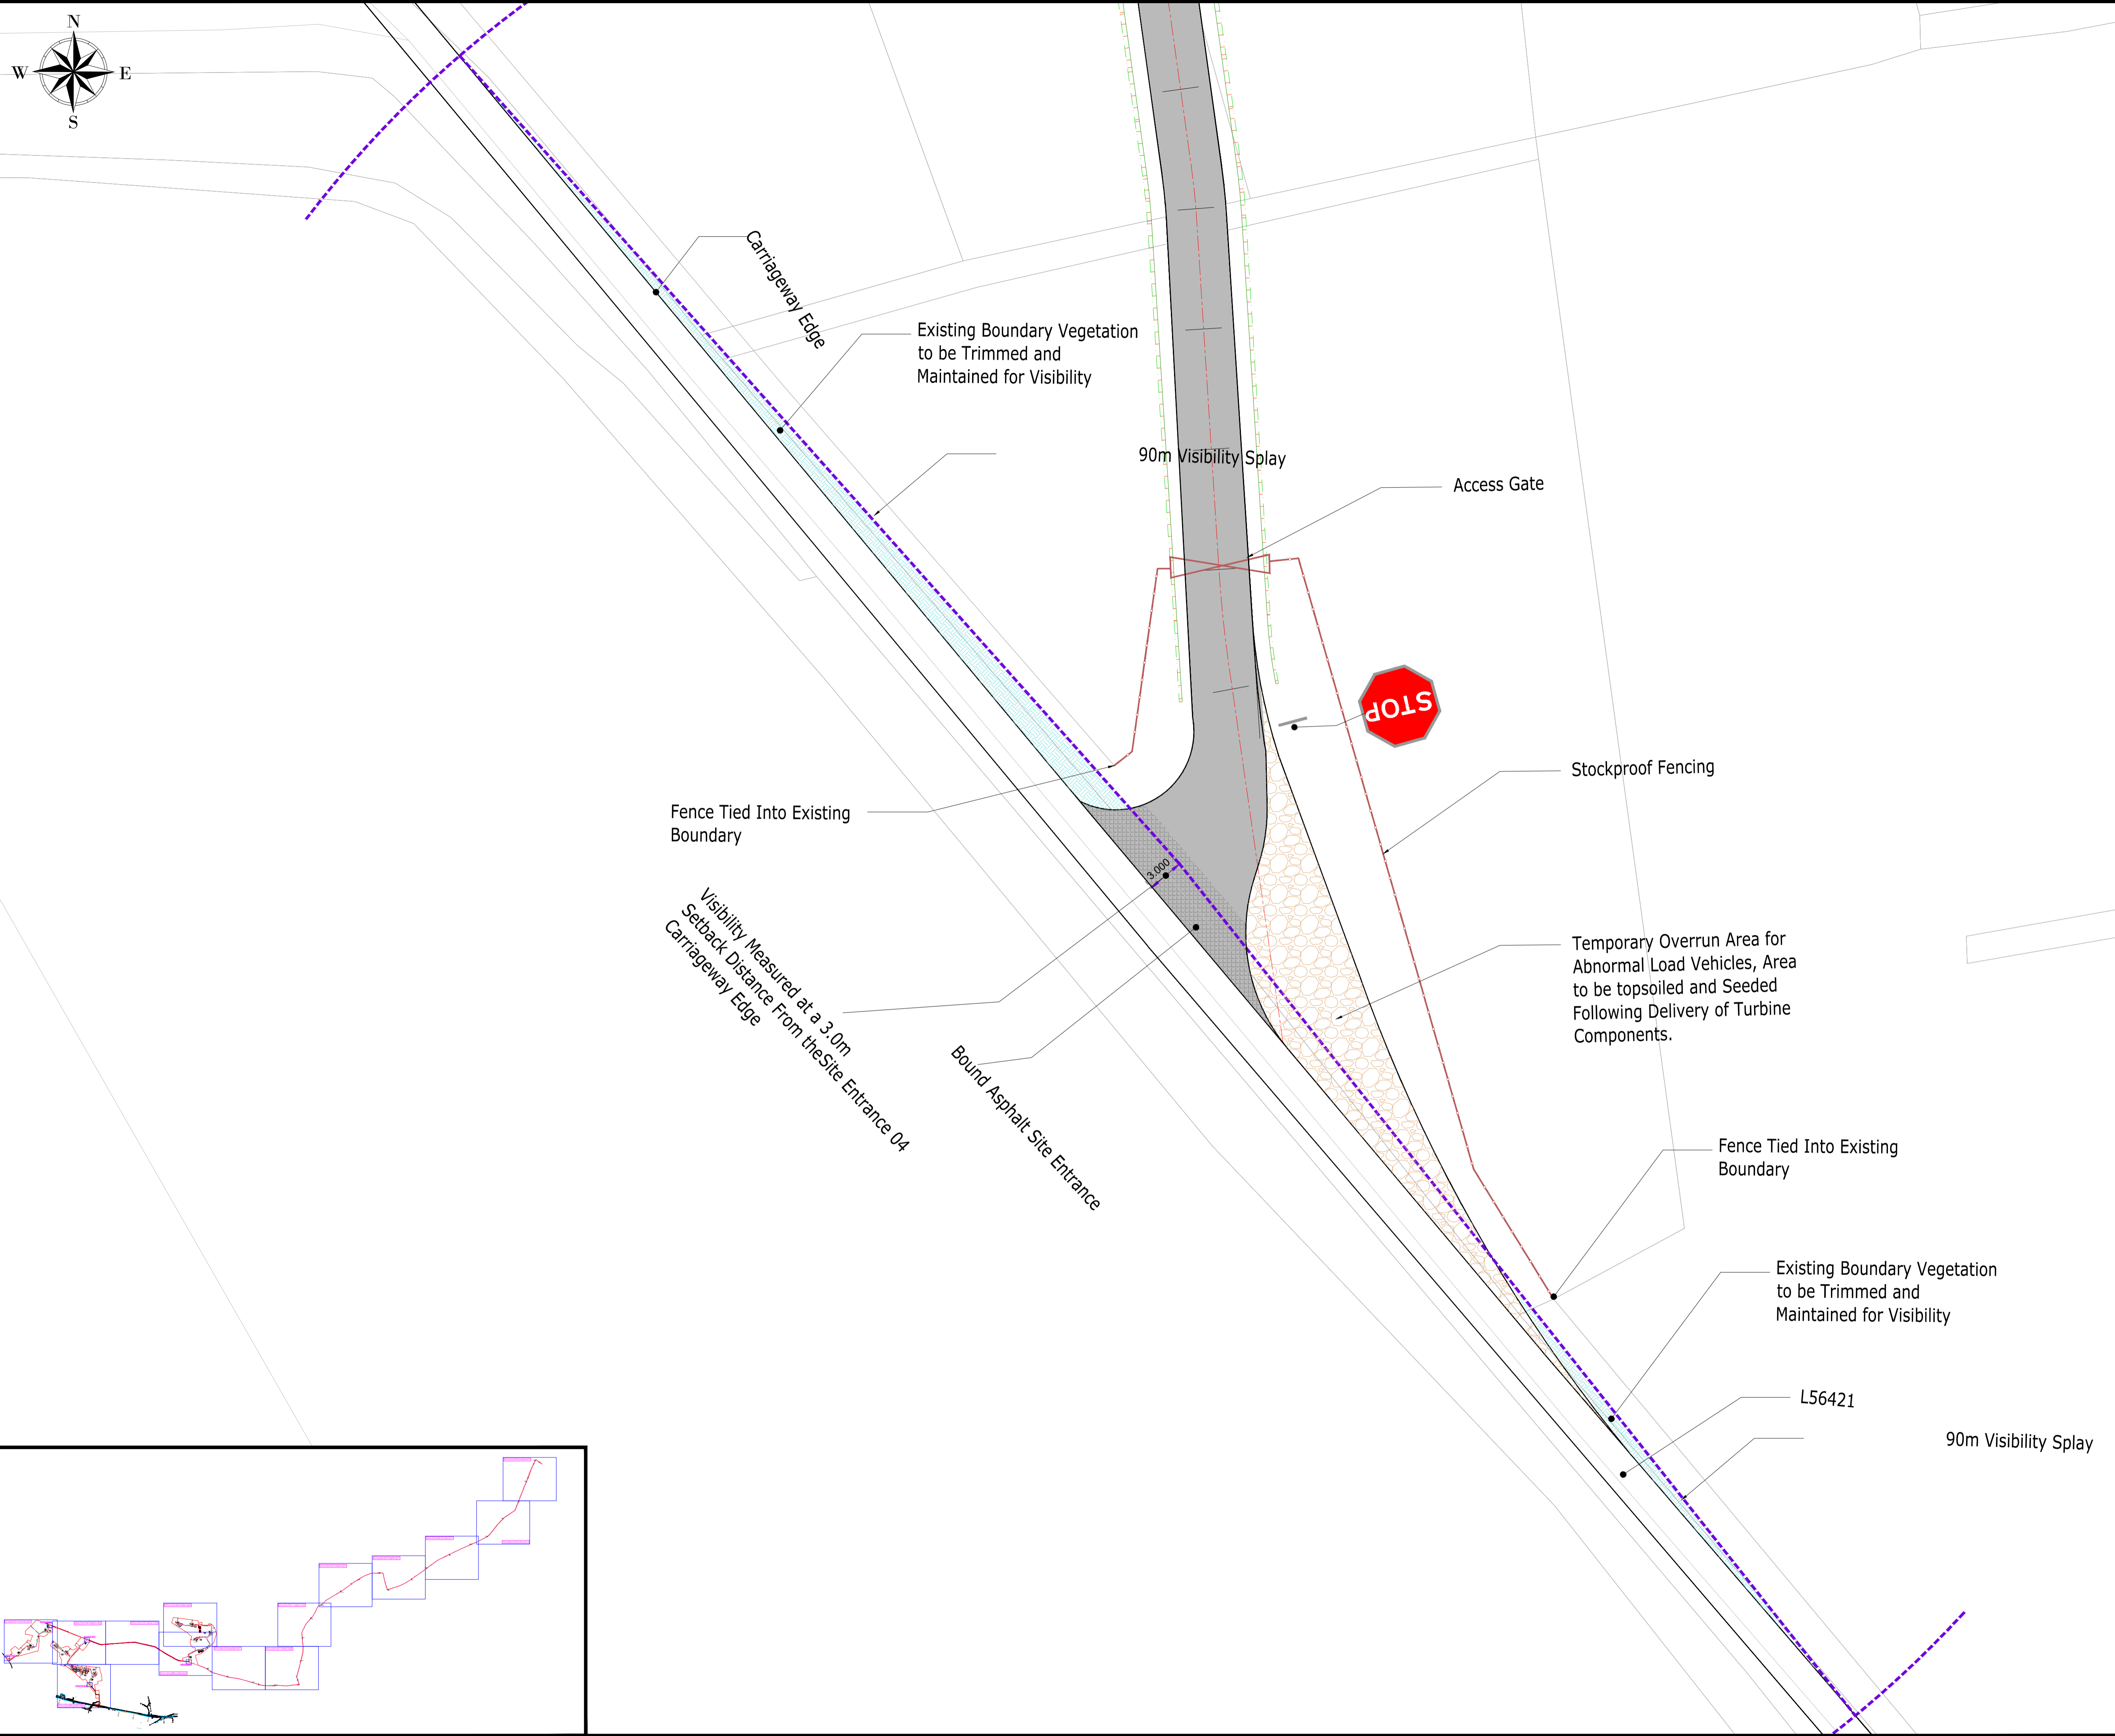 N
W
E
S
Carriageway Edge
Existing Boundary Vegetation
to be Trimmed and
Maintained for Visibility
90m Visibility Splay
Access Gate
STOP
Stockproof Fencing
Fence Tied Into Existing
Boundary
3.000
Visibility Measured at a 3.0m
Setback Distance From theSite Entrance 04
Carriageway Edge
Bound Asphalt Site Entrance
Temporary Overrun Area for
Abnormal Load Vehicles, Area
to be topsoiled and Seeded
Following Delivery of Turbine
Components.
Fence Tied Into Existing
Boundary
Existing Boundary Vegetation
to be Trimmed and
Maintained for Visibility
L56421
90m Visibility Splay